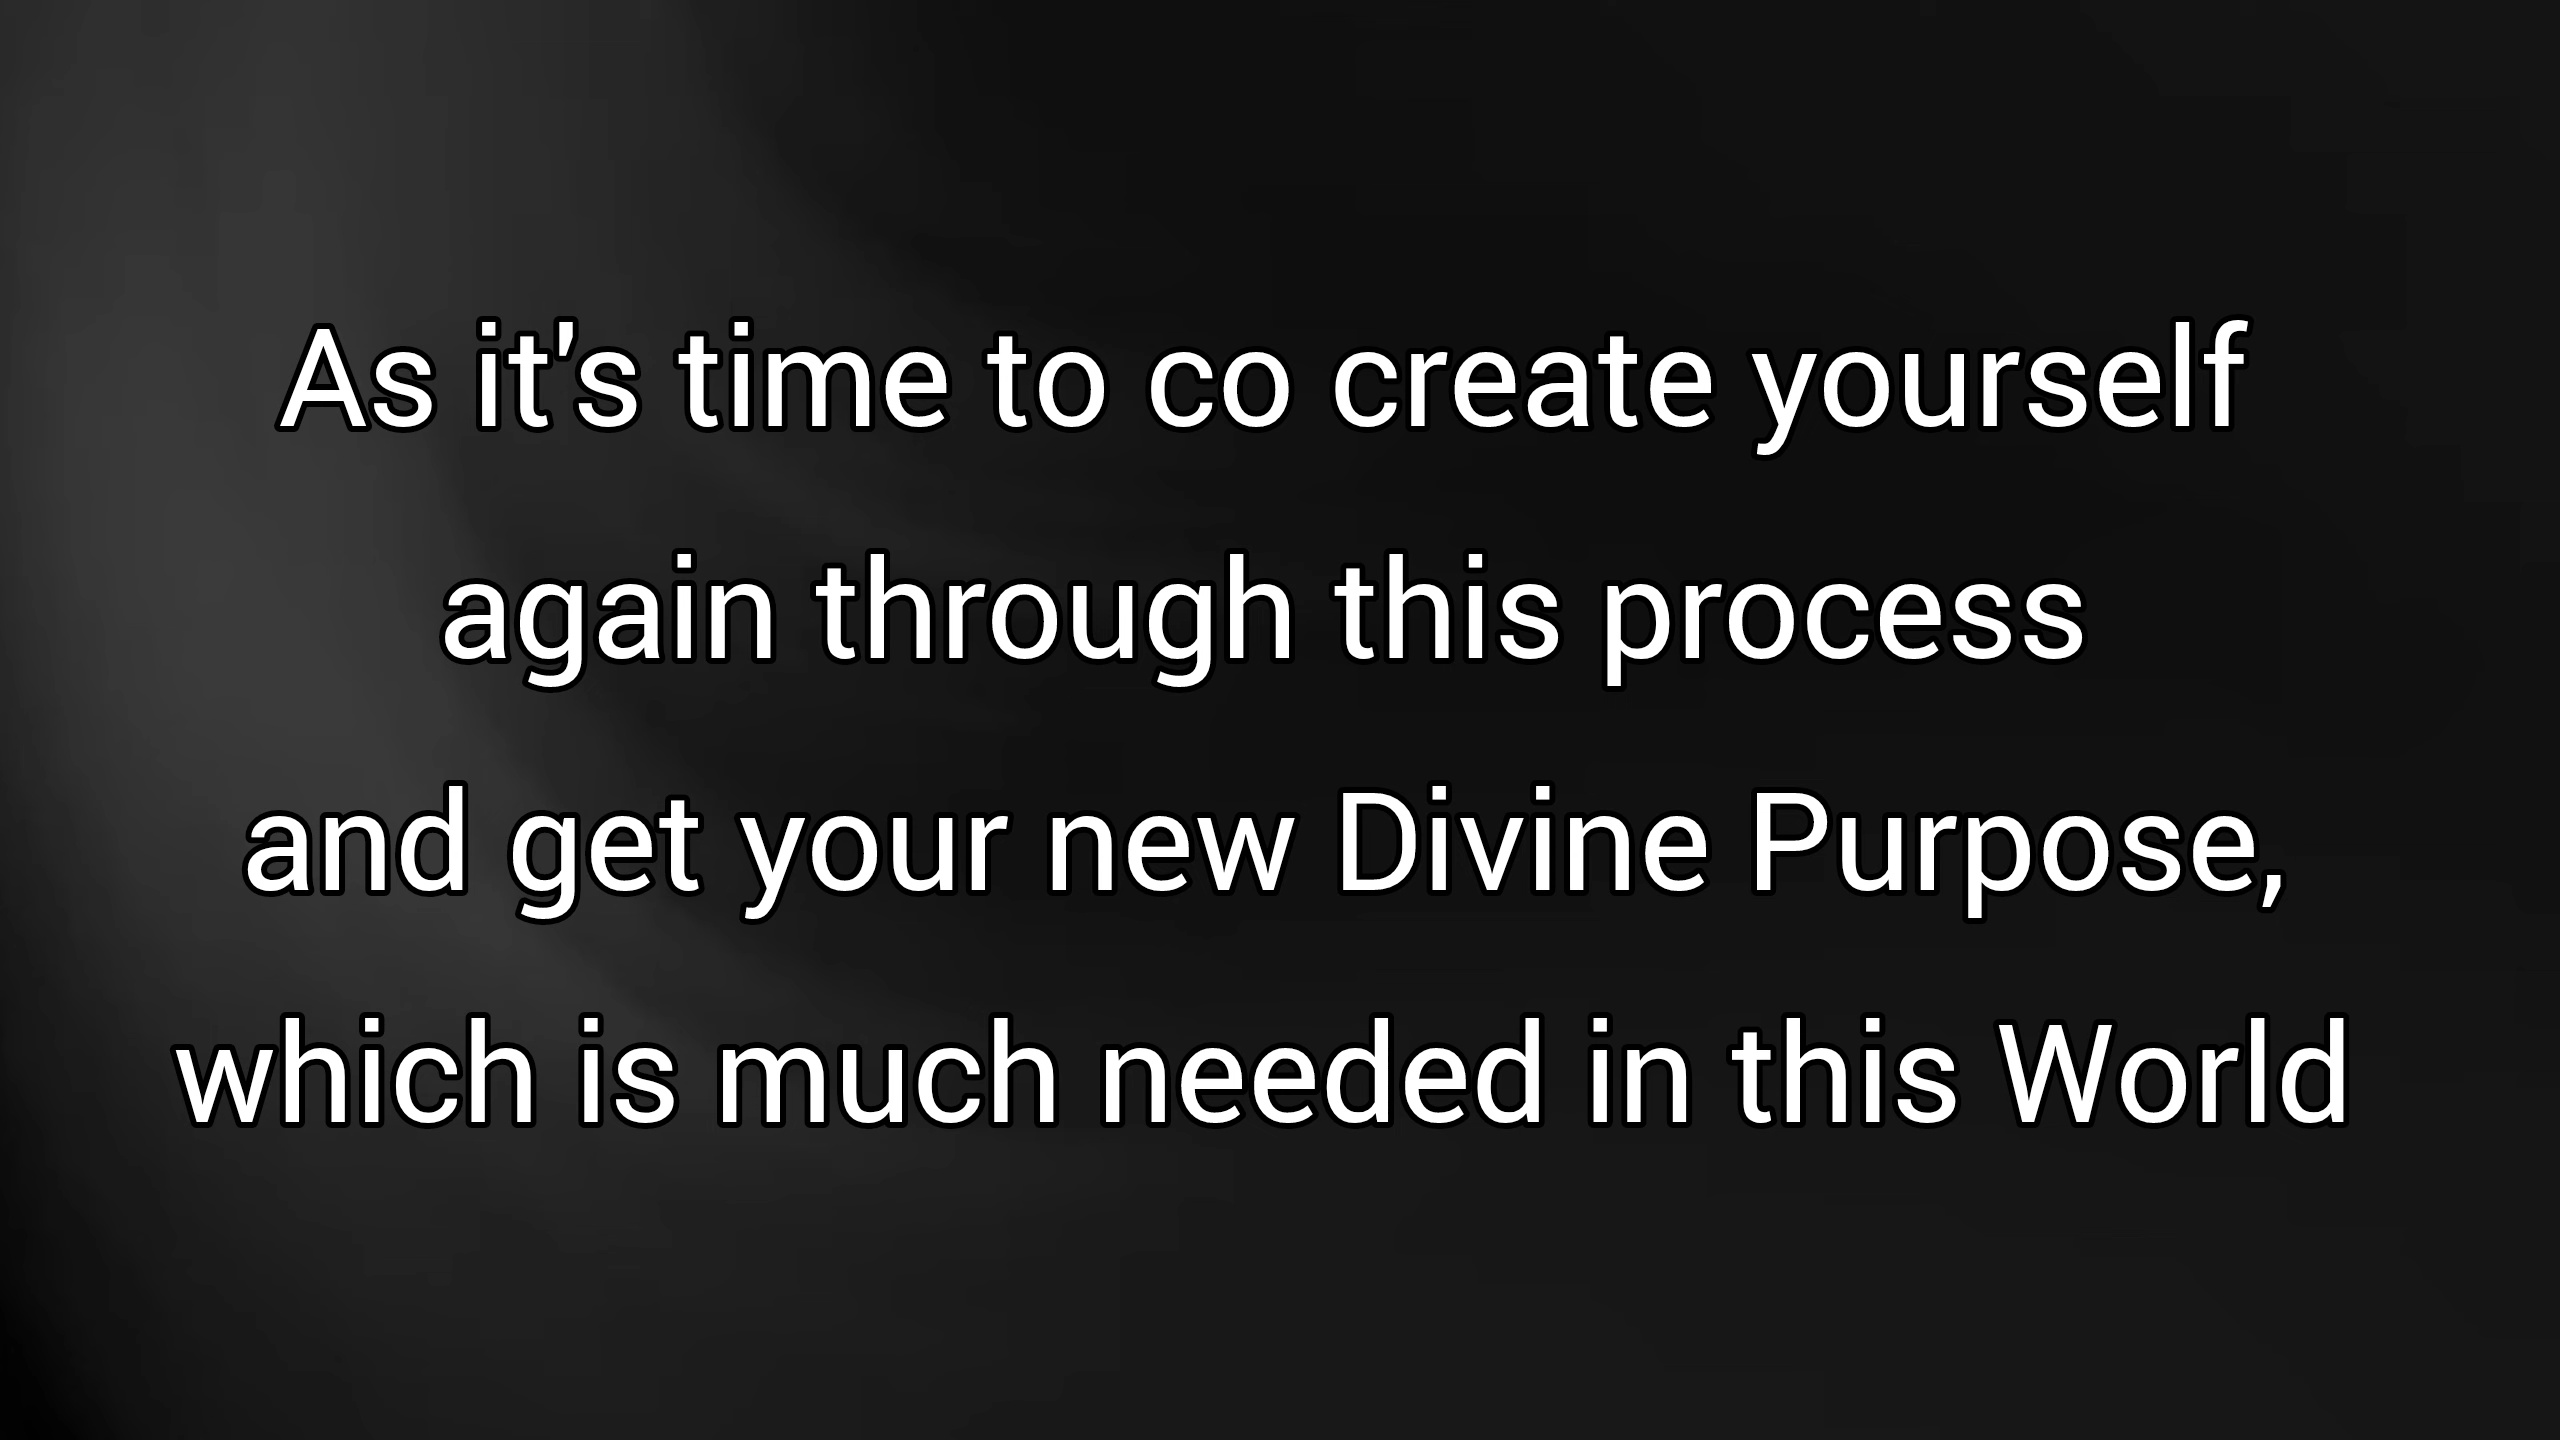 As it's time to co create yourself
again through this process
and get your new Divine Purpose,
which is much needed in this World